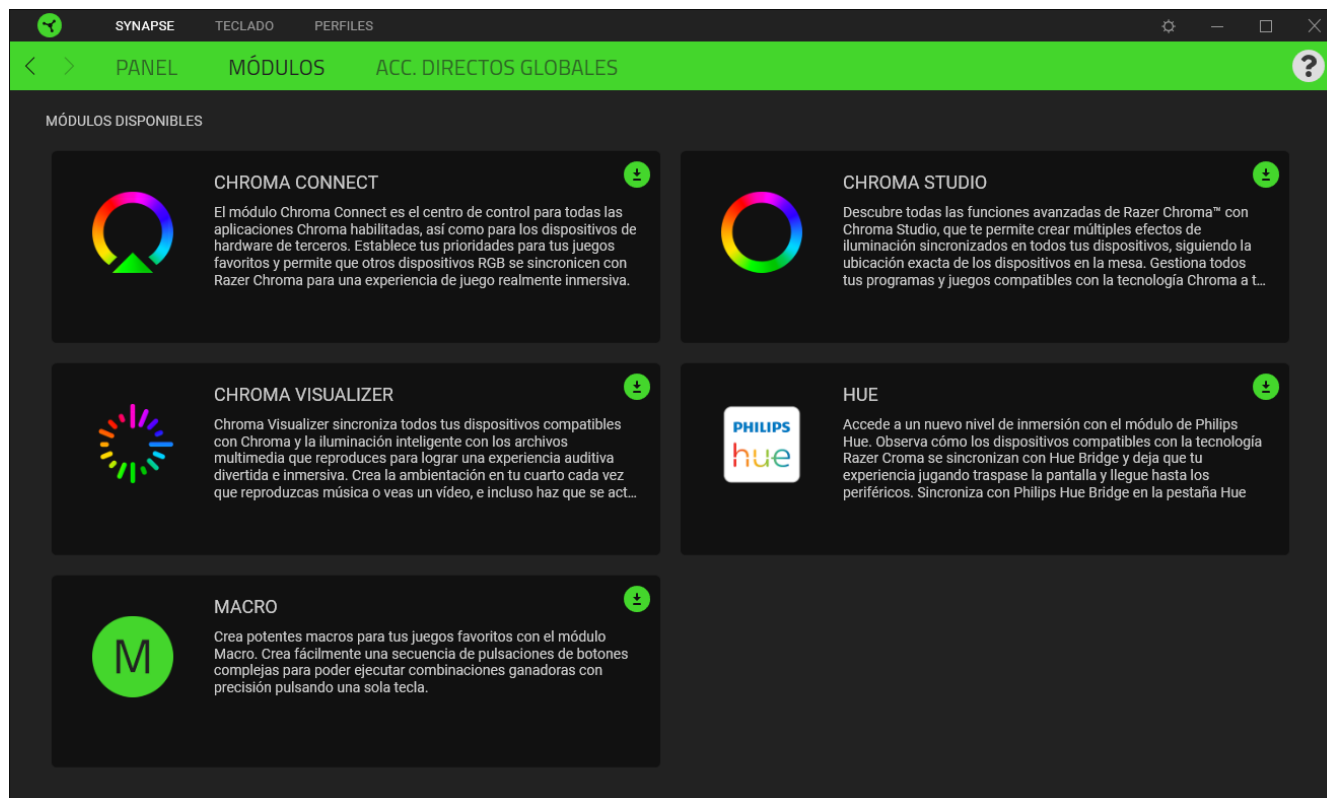 SYNAPSE TECLADO PERFILES
PANEL MÓDULOS ACC. DIRECTOS GLOBALES ?
MÓDULOS DISPONIBLES
CHROMA CONNECT
El módulo Chroma Connect es el centro de control para todas las
aplicaciones Chroma habilitadas, así como para los dispositivos de
hardware de terceros. Establece tus prioridades para tus juegos
favoritos y permite que otros dispositivos RGB se sincronicen con
Razer Chroma para una experiencia de juego realmente inmersiva.
CHROMA STUDIO
Descubre todas las funciones avanzadas de Razer Chroma™ con
Chroma Studio, que te permite crear múltiples efectos de
iluminación sincronizados en todos tus dispositivos, siguiendo la
ubicación exacta de los dispositivos en la mesa. Gestiona todos
tus programas y juegos compatibles con la tecnología Chroma a t...
CHROMA VISUALIZER
Chroma Visualizer sincroniza todos tus dispositivos compatibles
con Chroma y la iluminación inteligente con los archivos
multimedia que reproduces para lograr una experiencia auditiva
divertida e inmersiva. Crea la ambientación en tu cuarto cada vez
que reproduzcas música o veas un vídeo, e incluso haz que se act...
PHILIPS
hue
HUE
Accede a un nuevo nivel de inmersión con el módulo de Philips
Hue. Observa cómo los dispositivos compatibles con la tecnología
Razer Croma se sincronizan con Hue Bridge y deja que tu
experiencia jugando traspase la pantalla y llegue hasta los
periféricos. Sincroniza con Philips Hue Bridge en la pestaña Hue
M
MACRO
Crea potentes macros para tus juegos favoritos con el módulo
Macro. Crea fácilmente una secuencia de pulsaciones de botones
complejas para poder ejecutar combinaciones ganadoras con
precisión pulsando una sola tecla.